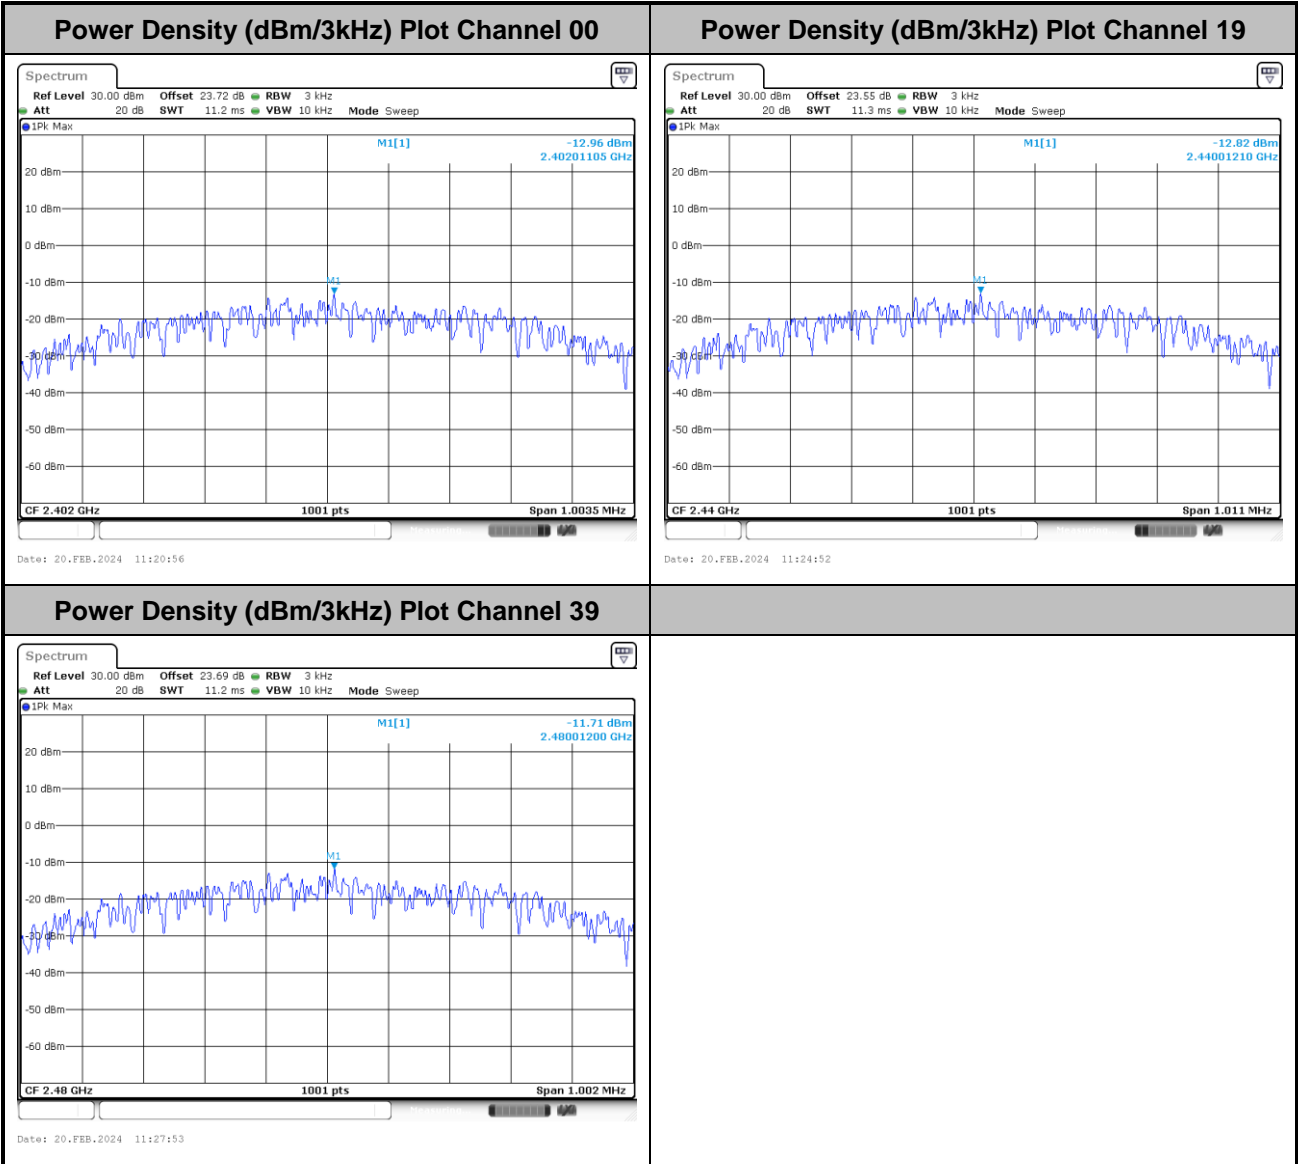 Power Density (dBm/3kHz) Plot Channel 00
Spectrum
Ref Level 30.00 dBm Offset 23.72 dB RBW 3 kHz
Att 20 dB SWT 11.2 ms VBW 10 kHz Mode Sweep
1Pk Max
M1[1] -12.96 dBm
2.40201105 GHz
20 dBm
10 dBm
0 dBm
M1
-10 dBm
-20 dBm
-30 dBm
-40 dBm
-50 dBm
-60 dBm
CF 2.402 GHz 1001 pts Span 1.0035 MHz
Date: 20.FEB.2024 11:20:56
Power Density (dBm/3kHz) Plot Channel 19
Spectrum
Ref Level 30.00 dBm Offset 23.55 dB RBW 3 kHz
Att 20 dB SWT 11.3 ms VBW 10 kHz Mode Sweep
1Pk Max
M1[1] -12.82 dBm
2.44001210 GHz
20 dBm
10 dBm
0 dBm
M1
-10 dBm
-20 dBm
-30 dBm
-40 dBm
-50 dBm
-60 dBm
CF 2.44 GHz 1001 pts Span 1.011 MHz
Measuring...
Date: 20.FEB.2024 11:24:52
Power Density (dBm/3kHz) Plot Channel 39
Spectrum
Ref Level 30.00 dBm Offset 23.69 dB RBW 3 kHz
Att 20 dB SWT 11.2 ms VBW 10 kHz Mode Sweep
1Pk Max
M1[1] -11.71 dBm
2.48001200 GHz
20 dBm
10 dBm
0 dBm
M1
-10 dBm
-20 dBm
-30 dBm
-40 dBm
-50 dBm
-60 dBm
CF 2.48 GHz 1001 pts Span 1.002 MHz
Date: 20.FEB.2024 11:27:53